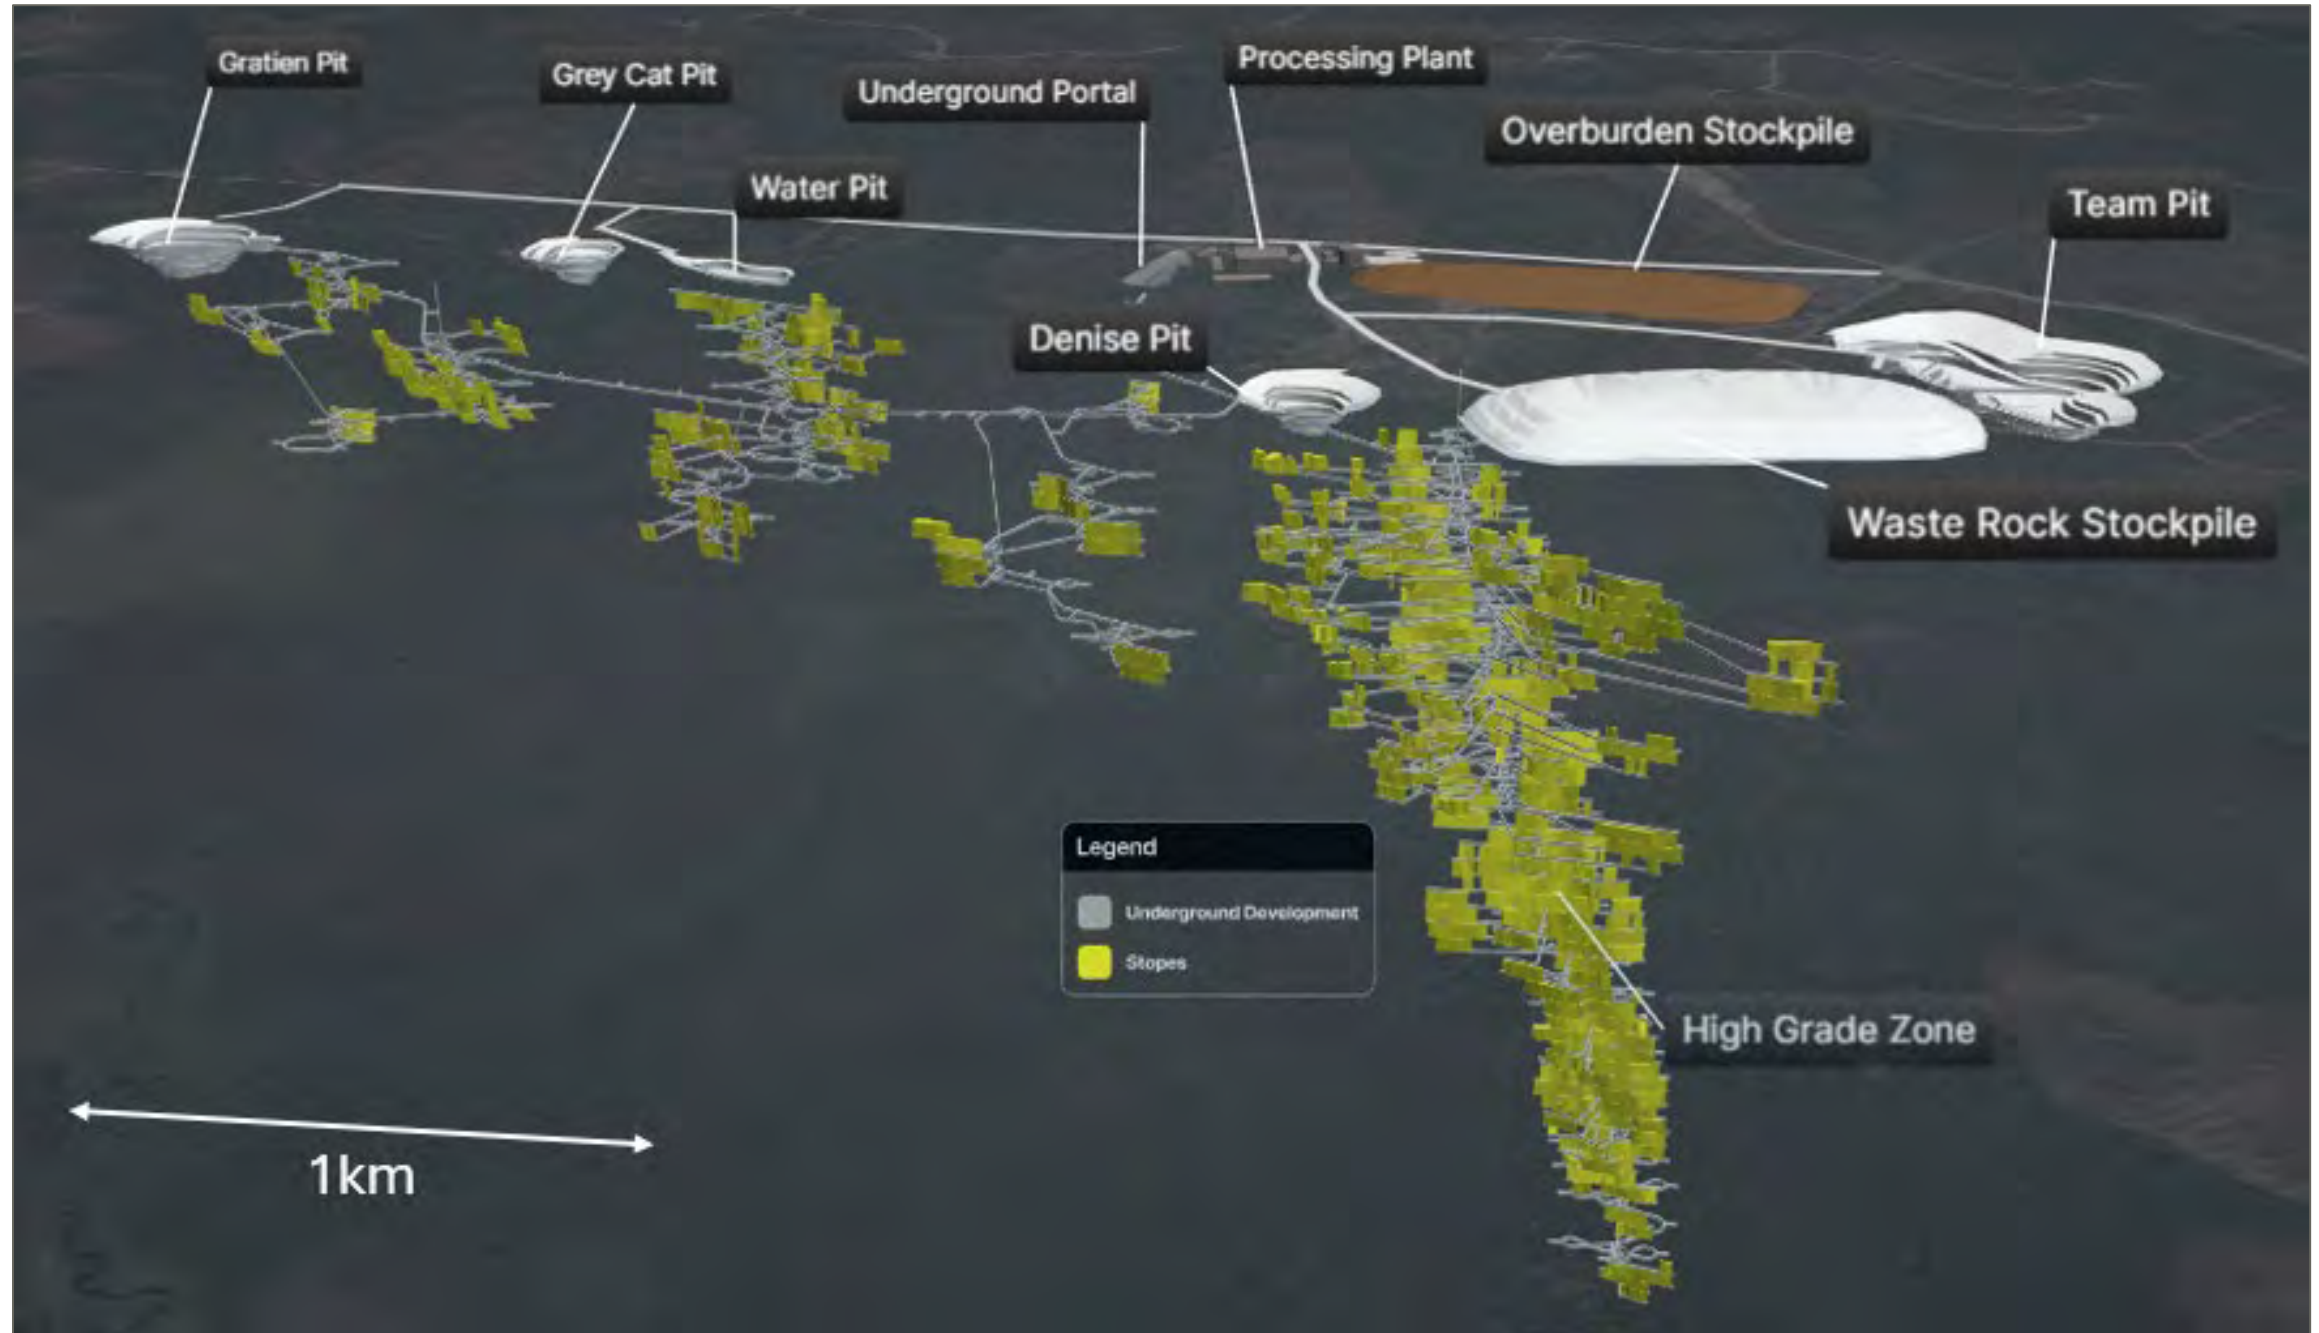 Gratien Pit
Grey Cat Pit
Underground Portal
Processing Plant
Overburden Stockpile
Water Pit
Team Pit
Denise Pit
Waste Rock Stockpile
Legend
Underground Development
Stopes
High Grade Zone
1km